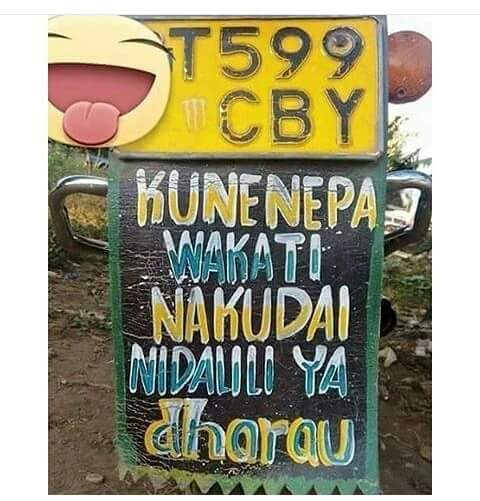 T599
CBY
KUNENEPA
WAKATI
NAKUDAI
NIDALILI YA
dharau